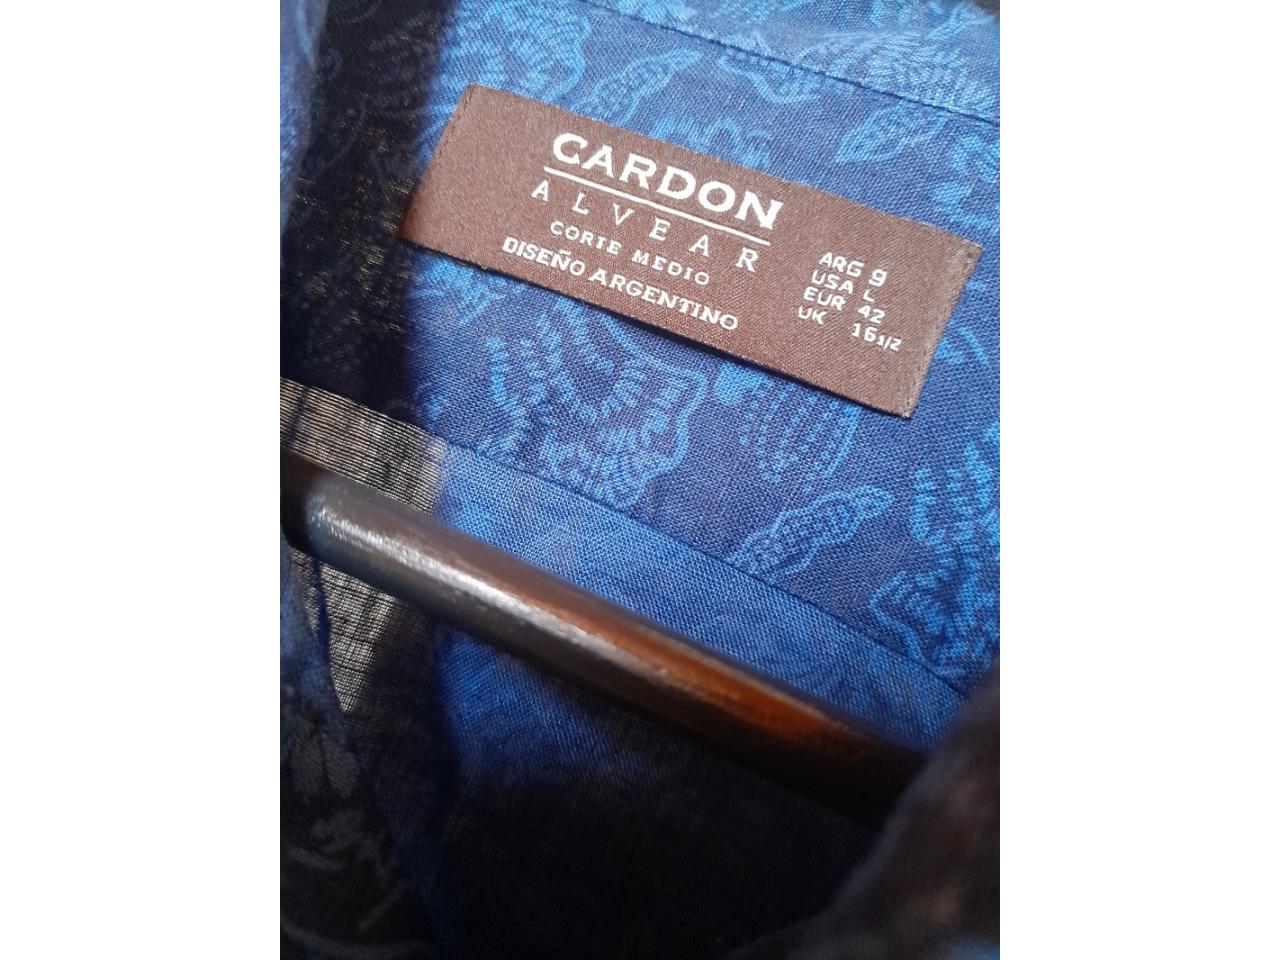 CARDON
ALVEAR
CORTE MEDIO
DISEÑO ARGENTINO
ARG 9
USA L
EUR 42
UK 16 1/2